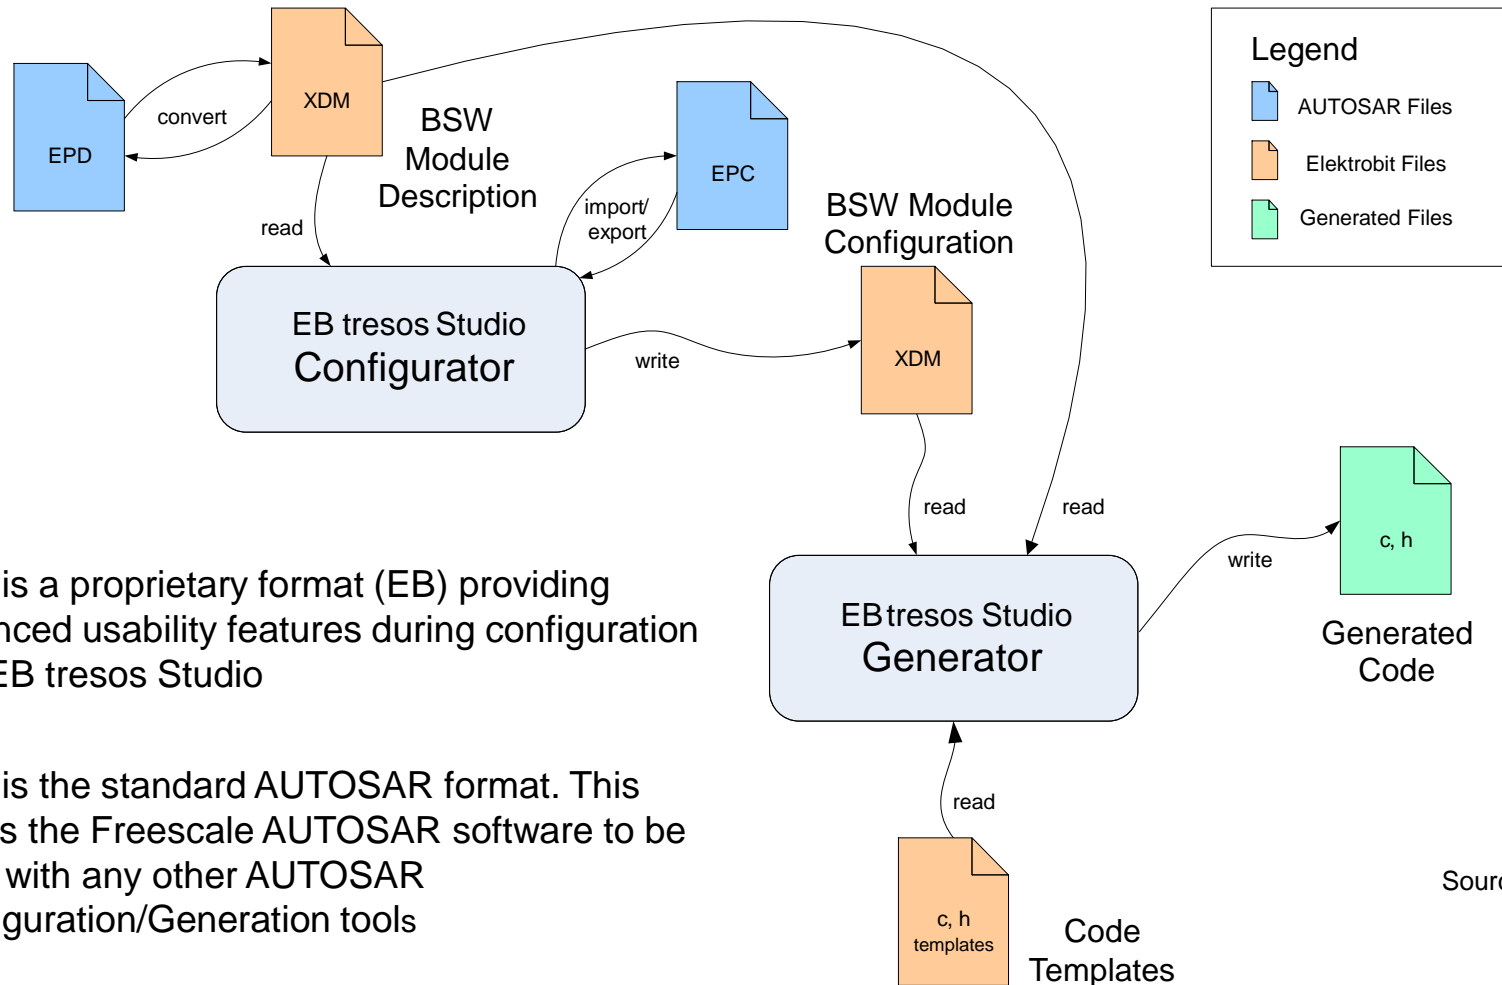 EPD
convert
XDM
BSW
Module
Description
read
import/
export
EPC
BSW Module
Configuration
Legend
AUTOSAR Files
Elektrobit Files
Generated Files
EB tresos Studio
Configurator
write
XDM
read
read
is a proprietary format (EB) providing
nced usability features during configuration
EB tresos Studio
EB tresos Studio
Generator
write
c, h
Generated
Code
is the standard AUTOSAR format. This
s the Freescale AUTOSAR software to be
with any other AUTOSAR
guration/Generation tools
read
c, h
templates
Code
Templates
Sourc